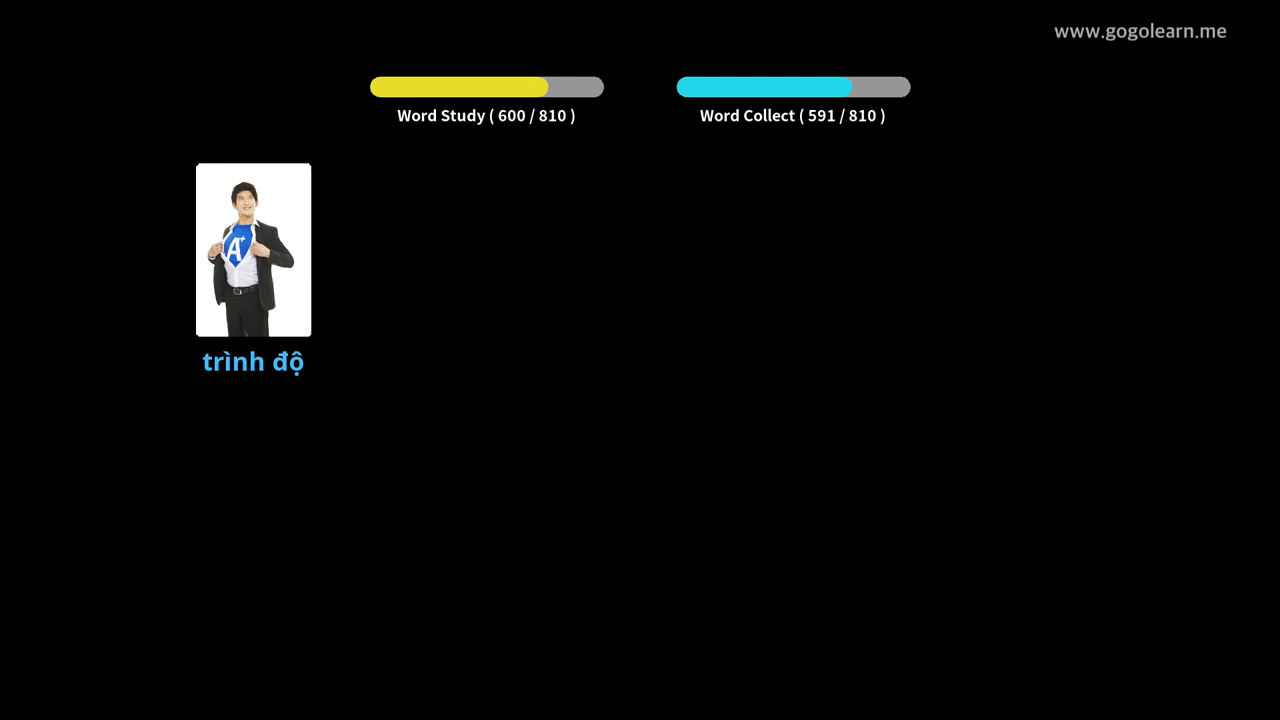 www.gogolearn.me
Word Study ( 600 / 810 )
Word Collect ( 591 / 810 )
A+
trình độ